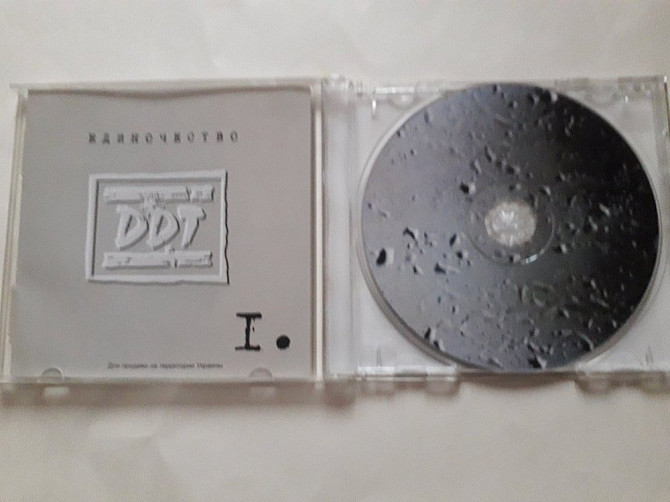 ЕДИНОЧЕСТВО
DDT
I.
Для продажи на территории Украины